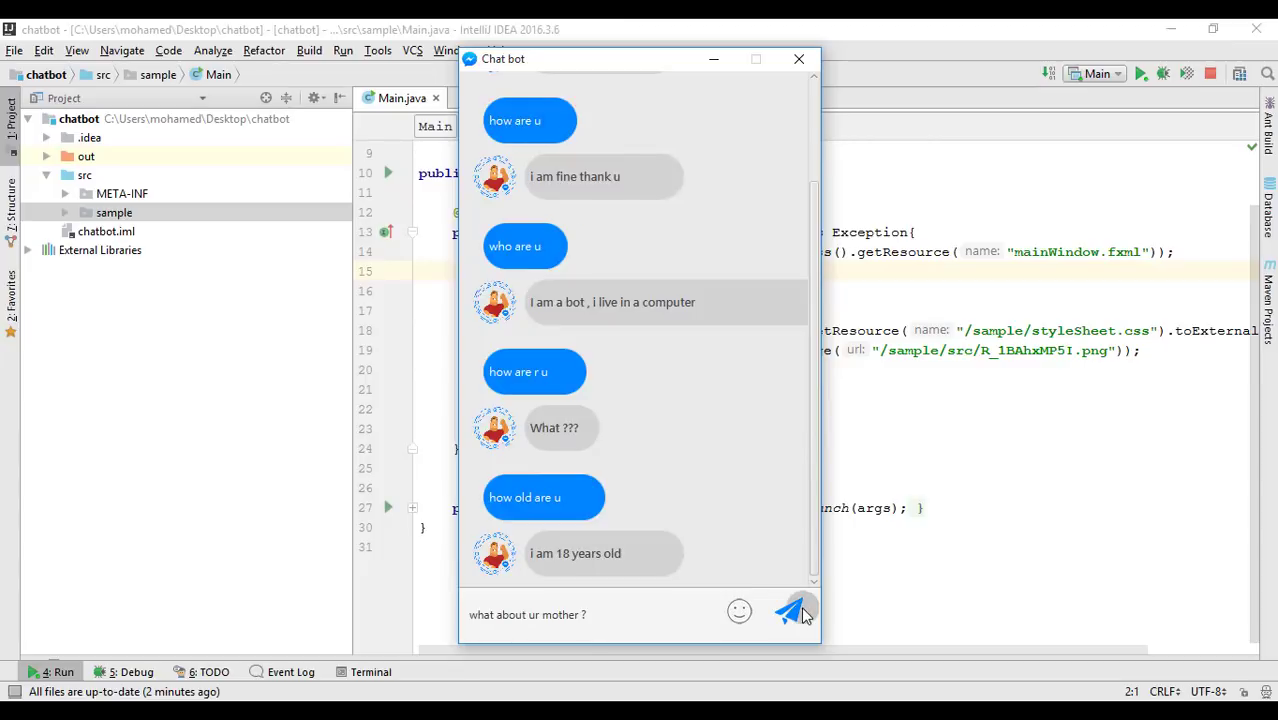 chatbot - [C:\Users\mohamed\Desktop\chatbot] - [chatbot] - ...\src\sample\Main.java - IntelliJ IDEA 2016.3.6
File Edit View Navigate Code Analyze Refactor Build Run Tools VCS
chatbot src sample Main
Main
1: Project
Z: Structure
2: Favorites
Project
chatbot C:\Users\mohamed\Desktop\chatbot
.idea
out
src
META-INF
sample
chatbot.iml
External Libraries
Main.java
Main
9
10
11
12
13
14
15
16
17
18
19
20
21
24
25
26
27
30
31
Exception{
.getResource( name: "mainWindow.fxml"));
etResource( name: "/sample/styleSheet.css").toExternal
url: "/sample/src/R_1BAhxMP5I.png"));
(args); }
}
Chat bot
how are u
i am fine thank u
who are u
I am a bot , i live in a computer
how are r u
What ???
how old are u
i am 18 years old
what about ur mother ?
Ant Build
Database
Maven Projects
4: Run 5: Debug 6: TODO Event Log Terminal
All files are up-to-date (2 minutes ago)
2:1 CRLF UTF-8